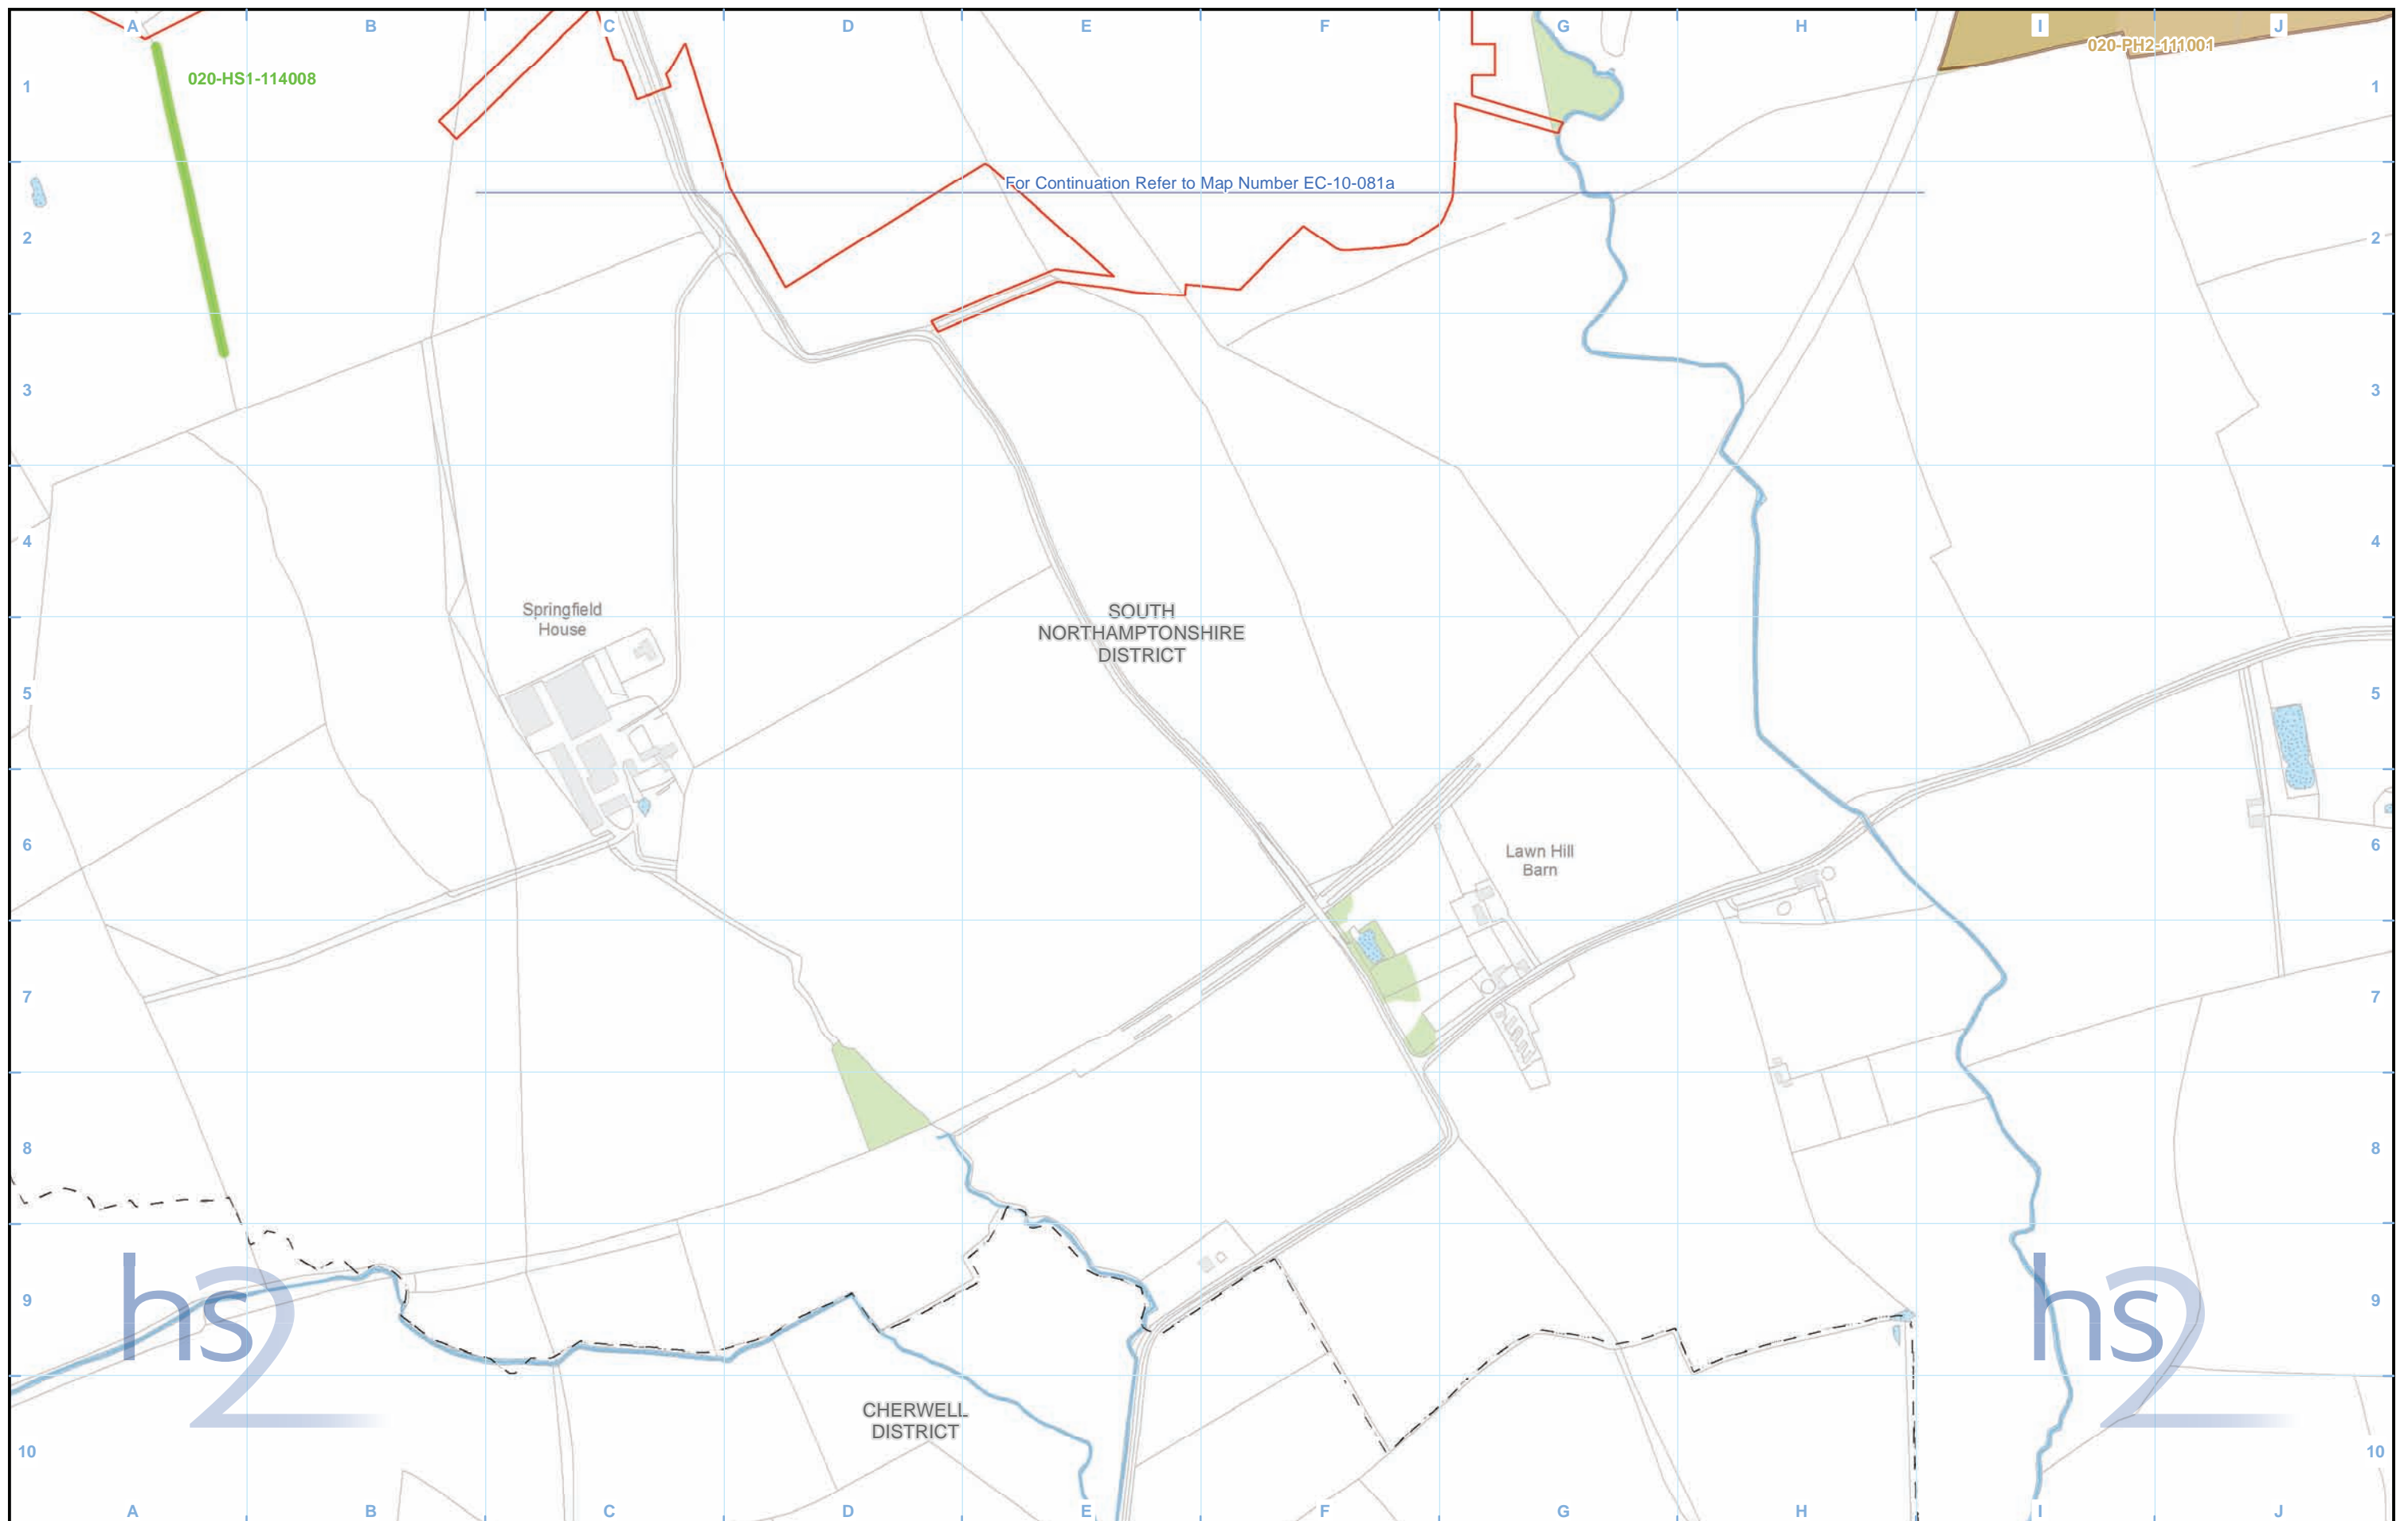 A B C D E F G H I J
020-HS1-114008
020-PH2-111001
1 1
For Continuation Refer to Map Number EC-10-081a
2 2
3 3
4 4
Springfield
House
SOUTH
NORTHAMPTONSHIRE
DISTRICT
5 5
6 6
Lawn Hill
Barn
7 7
8 8
9 9
hs2
hs2
CHERWELL
DISTRICT
10 10
A B C D E F G H I J